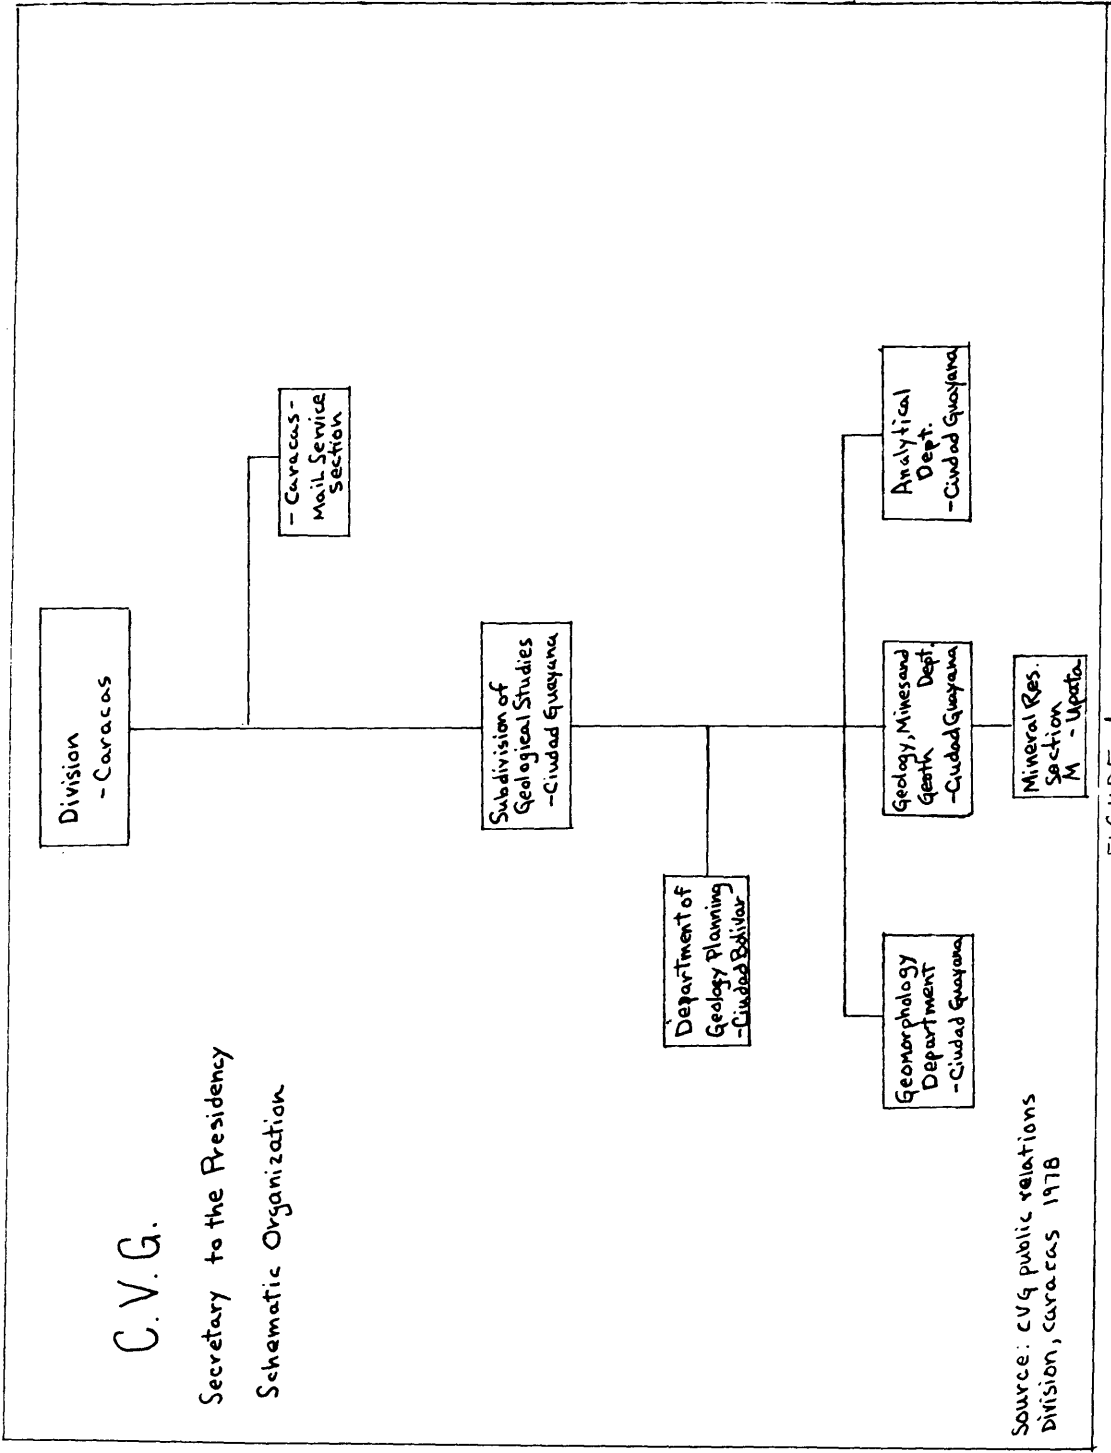 C.V.G.
Secretary to the Presidency
Schematic Organization
Division
- Caracas
- Caracas -
Mail Service
section
Subdivision of
Geological Studies
- Ciudad Guayana
Department of
Geology Planning
- Ciudad Bolivar
Geomorphology
Department
- Ciudad Guayana
Geology, Mines and
Geoth Dept.
- Ciudad Guayana
Analytical
Dept.
- Ciudad Guayana
Mineral Res.
Section
M - Upata
Source: CVG public relations
Division, Caracas 1978